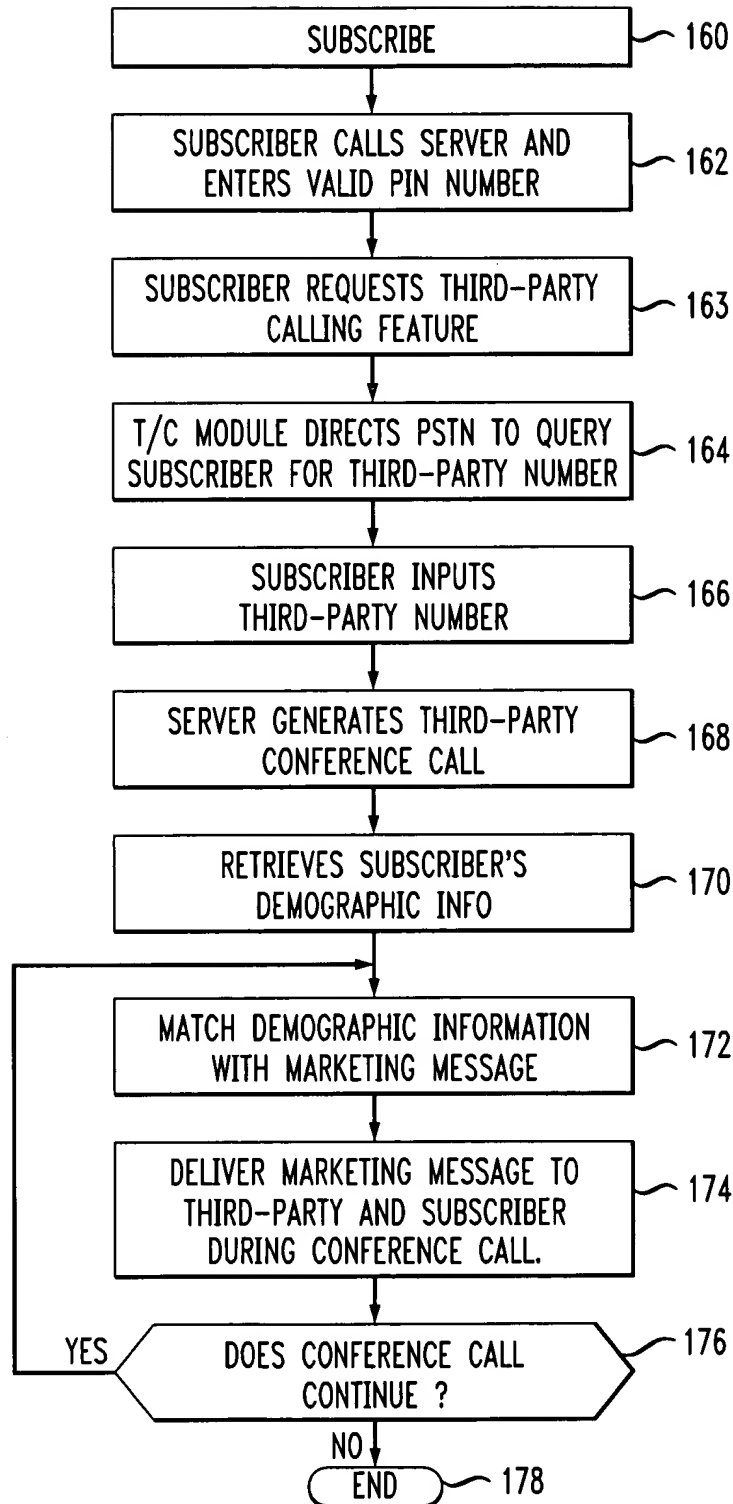 SUBSCRIBE
160
SUBSCRIBER CALLS SERVER AND
ENTERS VALID PIN NUMBER
162
SUBSCRIBER REQUESTS THIRD-PARTY
CALLING FEATURE
163
T/C MODULE DIRECTS PSTN TO QUERY
SUBSCRIBER FOR THIRD-PARTY NUMBER
164
SUBSCRIBER INPUTS
THIRD-PARTY NUMBER
166
SERVER GENERATES THIRD-PARTY
CONFERENCE CALL
168
RETRIEVES SUBSCRIBER'S
DEMOGRAPHIC INFO
170
MATCH DEMOGRAPHIC INFORMATION
WITH MARKETING MESSAGE
172
DELIVER MARKETING MESSAGE TO
THIRD-PARTY AND SUBSCRIBER
DURING CONFERENCE CALL.
174
YES
DOES CONFERENCE CALL
CONTINUE ?
176
NO
END
178